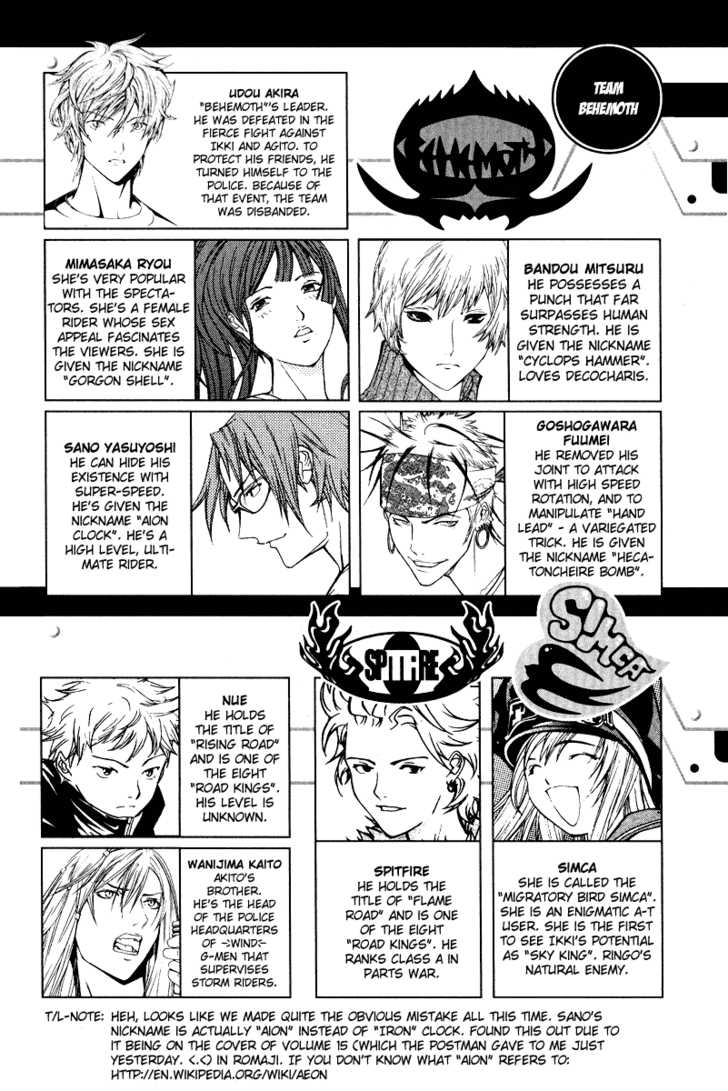 TEAM
BEHEMOTH
BEHEMOTH
UDOU AKIRA
"BEHEMOTH"'S LEADER.
HE WAS DEFEATED IN THE
FIERCE FIGHT AGAINST
IKKI AND AGITO. TO
PROTECT HIS FRIENDS, HE
TURNED HIMSELF TO THE
POLICE. BECAUSE OF
THAT EVENT, THE TEAM
WAS DISBANDED.
MIMASAKA RYOU
SHE'S VERY POPULAR
WITH THE SPECTA-
TORS. SHE'S A FEMALE
RIDER WHOSE SEX
APPEAL FASCINATES
THE VIEWERS. SHE IS
GIVEN THE NICKNAME
"GORGON SHELL".
BANDOU MITSURU
HE POSSESSES A
PUNCH THAT FAR
SURPASSES HUMAN
STRENGTH. HE IS
GIVEN THE NICKNAME
"CYCLOPS HAMMER".
LOVES DECOCHARIS.
SANO YASUYOSHI
HE CAN HIDE HIS
EXISTENCE WITH
SUPER-SPEED.
HE'S GIVEN THE
NICKNAME "AION
CLOCK". HE'S A
HIGH LEVEL, ULTI-
MATE RIDER.
GOSHOGAWARA
FUUMEI
HE REMOVED HIS
JOINT TO ATTACK
WITH HIGH SPEED
ROTATION, AND TO
MANIPULATE "HAND
LEAD" - A VARIEGATED
TRICK. HE IS GIVEN
THE NICKNAME "HECA-
TONCHEIRE BOMB".
SPITFIRE
SIMCA
NUE
HE HOLDS
THE TITLE OF
"RISING ROAD"
AND IS ONE OF
THE EIGHT
"ROAD KINGS".
HIS LEVEL IS
UNKNOWN.
WANIJIMA KAITO
AKITO'S
BROTHER.
HE'S THE HEAD
OF THE POLICE
HEADQUARTERS
OF -:WIND:-
G-MEN THAT
SUPERVISES
STORM RIDERS.
SPITFIRE
HE HOLDS THE
TITLE OF "FLAME
ROAD" AND IS ONE
OF THE EIGHT
"ROAD KINGS". HE
RANKS CLASS A IN
PARTS WAR.
SIMCA
SHE IS CALLED THE
"MIGRATORY BIRD SIMCA".
SHE IS AN ENIGMATIC A-T
USER. SHE IS THE FIRST
TO SEE IKKI'S POTENTIAL
AS "SKY KING". RINGO'S
NATURAL ENEMY.
T/L-NOTE: HEH, LOOKS LIKE WE MADE QUITE THE OBVIOUS MISTAKE ALL THIS TIME. SANO'S
NICKNAME IS ACTUALLY "AION" INSTEAD OF "IRON" CLOCK. FOUND THIS OUT DUE TO
IT BEING ON THE COVER OF VOLUME 15 (WHICH THE POSTMAN GAVE TO ME JUST
YESTERDAY. <.<) IN ROMAJI. IF YOU DON'T KNOW WHAT "AION" REFERS TO:
HTTP://EN.WIKIPEDIA.ORG/WIKI/AEON